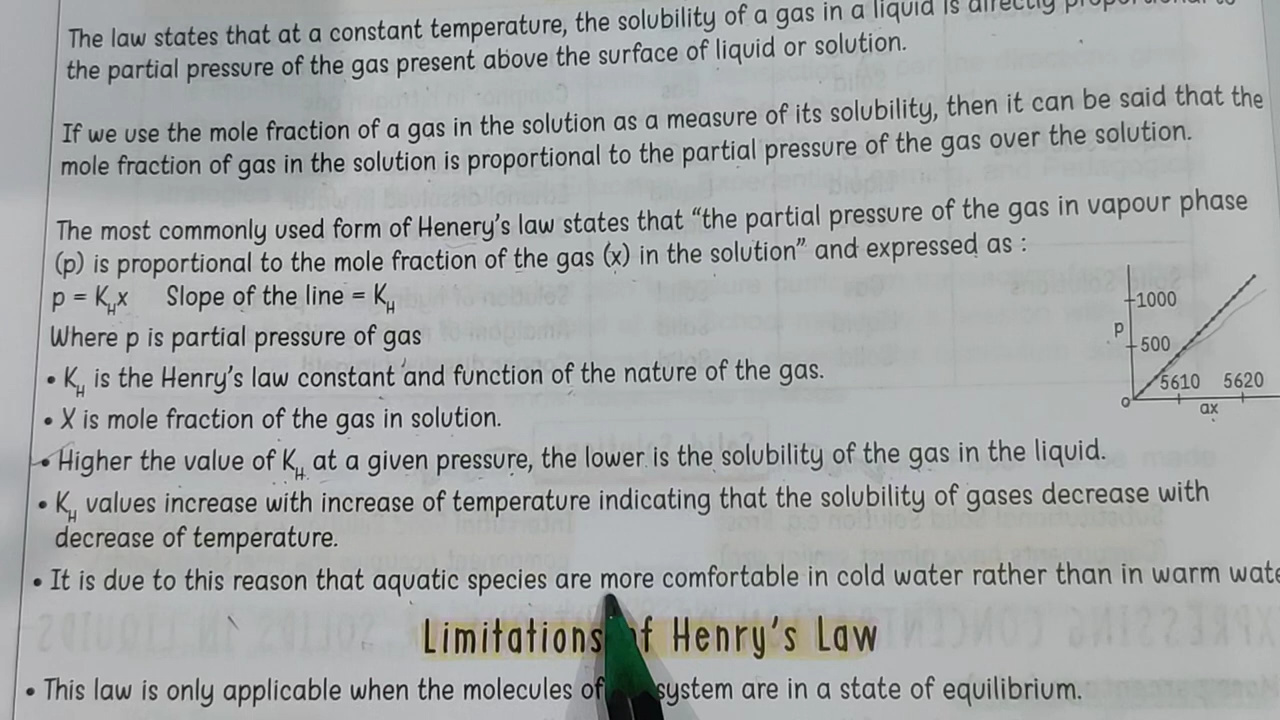 The law states that at a constant temperature, the solubility of a gas in a liquid is directly proportional to
the partial pressure of the gas present above the surface of liquid or solution.
If we use the mole fraction of a gas in the solution as a measure of its solubility, then it can be said that the
mole fraction of gas in the solution is proportional to the partial pressure of the gas over the solution.
The most commonly used form of Henery's law states that "the partial pressure of the gas in vapour phase
(p) is proportional to the mole fraction of the gas (x) in the solution" and expressed as :
p = K_H x Slope of the line = K_H
Where p is partial pressure of gas
• K_H is the Henry's law constant and function of the nature of the gas.
• X is mole fraction of the gas in solution.
• Higher the value of K_H at a given pressure, the lower is the solubility of the gas in the liquid.
• K_H values increase with increase of temperature indicating that the solubility of gases decrease with
decrease of temperature.
• It is due to this reason that aquatic species are more comfortable in cold water rather than in warm wate
Limitations of Henry's Law
• This law is only applicable when the molecules of system are in a state of equilibrium.
1000
p
500
5610 5620
o
ax